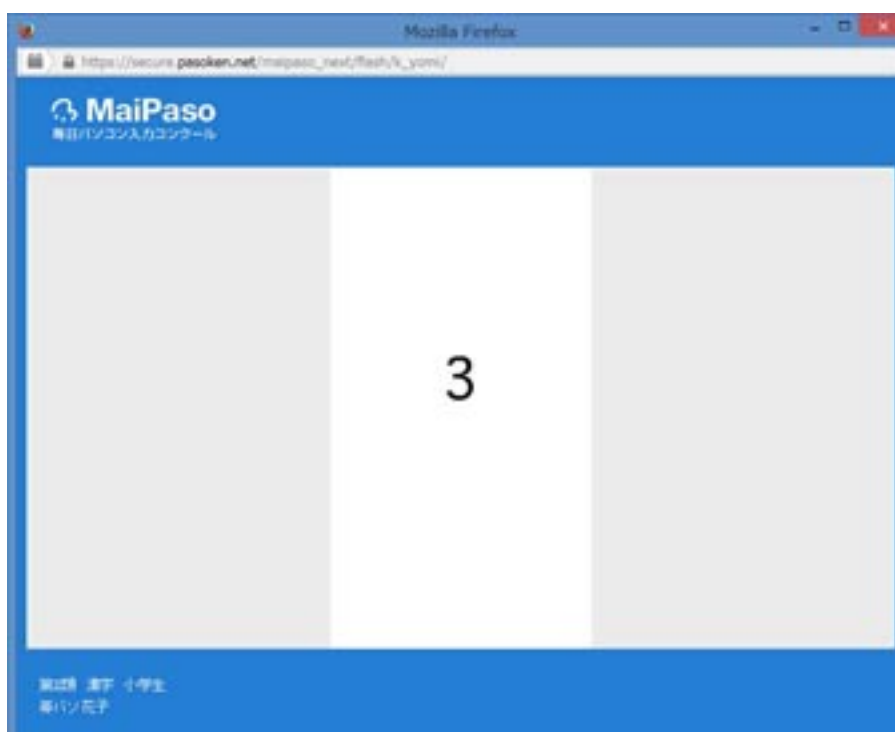 Mozilla Firefox
https://secure.pasoken.net/maipaso_next/flash/k_yomi/
MaiPaso
毎日パソコン入力コンクール
3
漢字 小学生
毎パソ花子